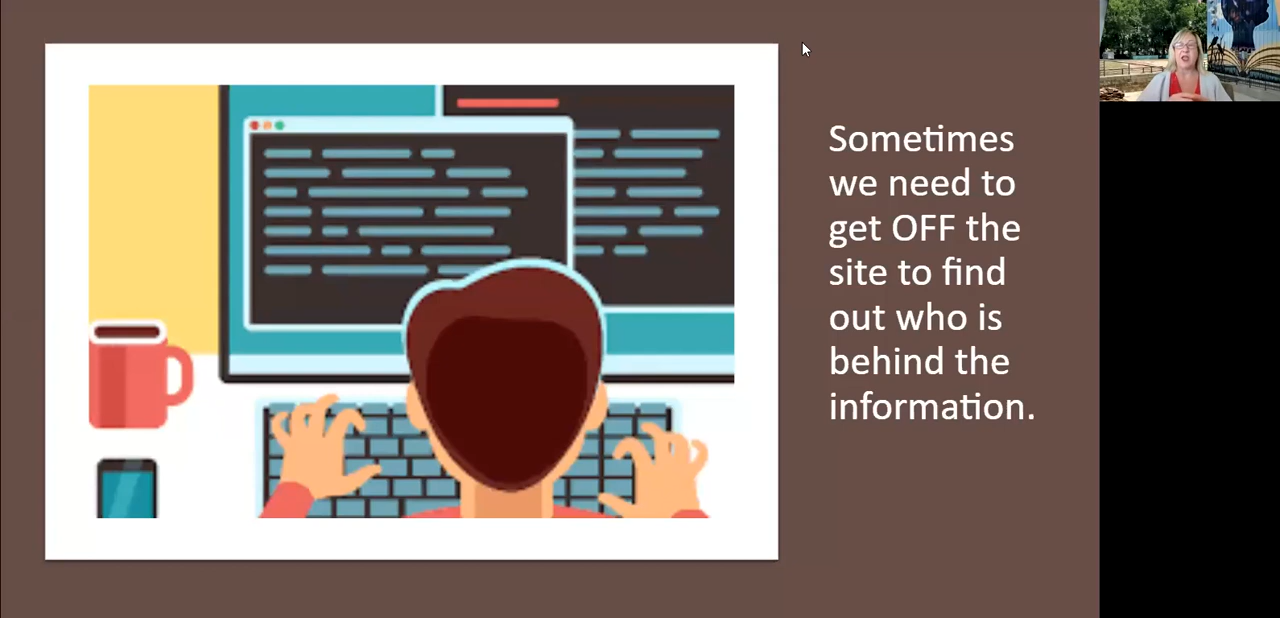 Sometimes
we need to
get OFF the
site to find
out who is
behind the
information.